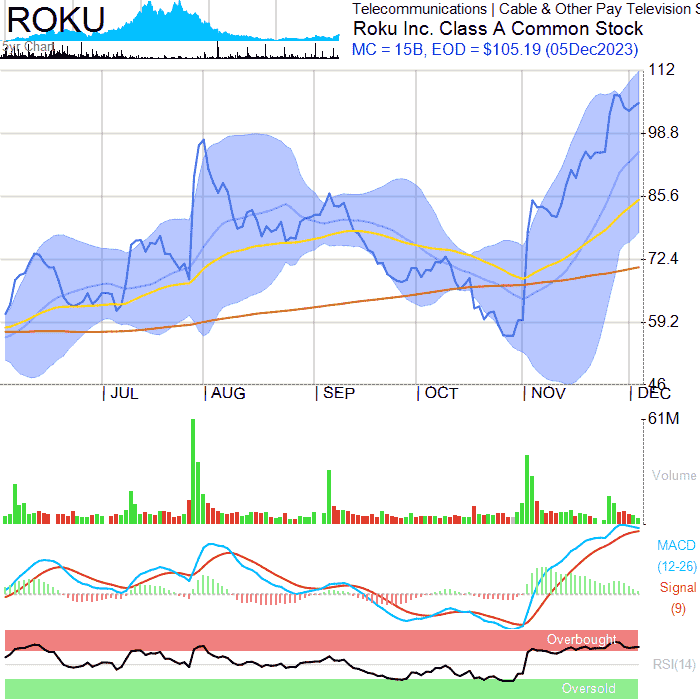 ROKU
5yr Chart
Telecommunications | Cable & Other Pay Television S
Roku Inc. Class A Common Stock
MC = 15B, EOD = $105.19 (05Dec2023)
112
98.8
85.6
72.4
59.2
46
| JUL | AUG | SEP | OCT | NOV | DEC
61M
Volume
MACD
(12-26)
Signal
(9)
Overbought
RSI(14)
Oversold